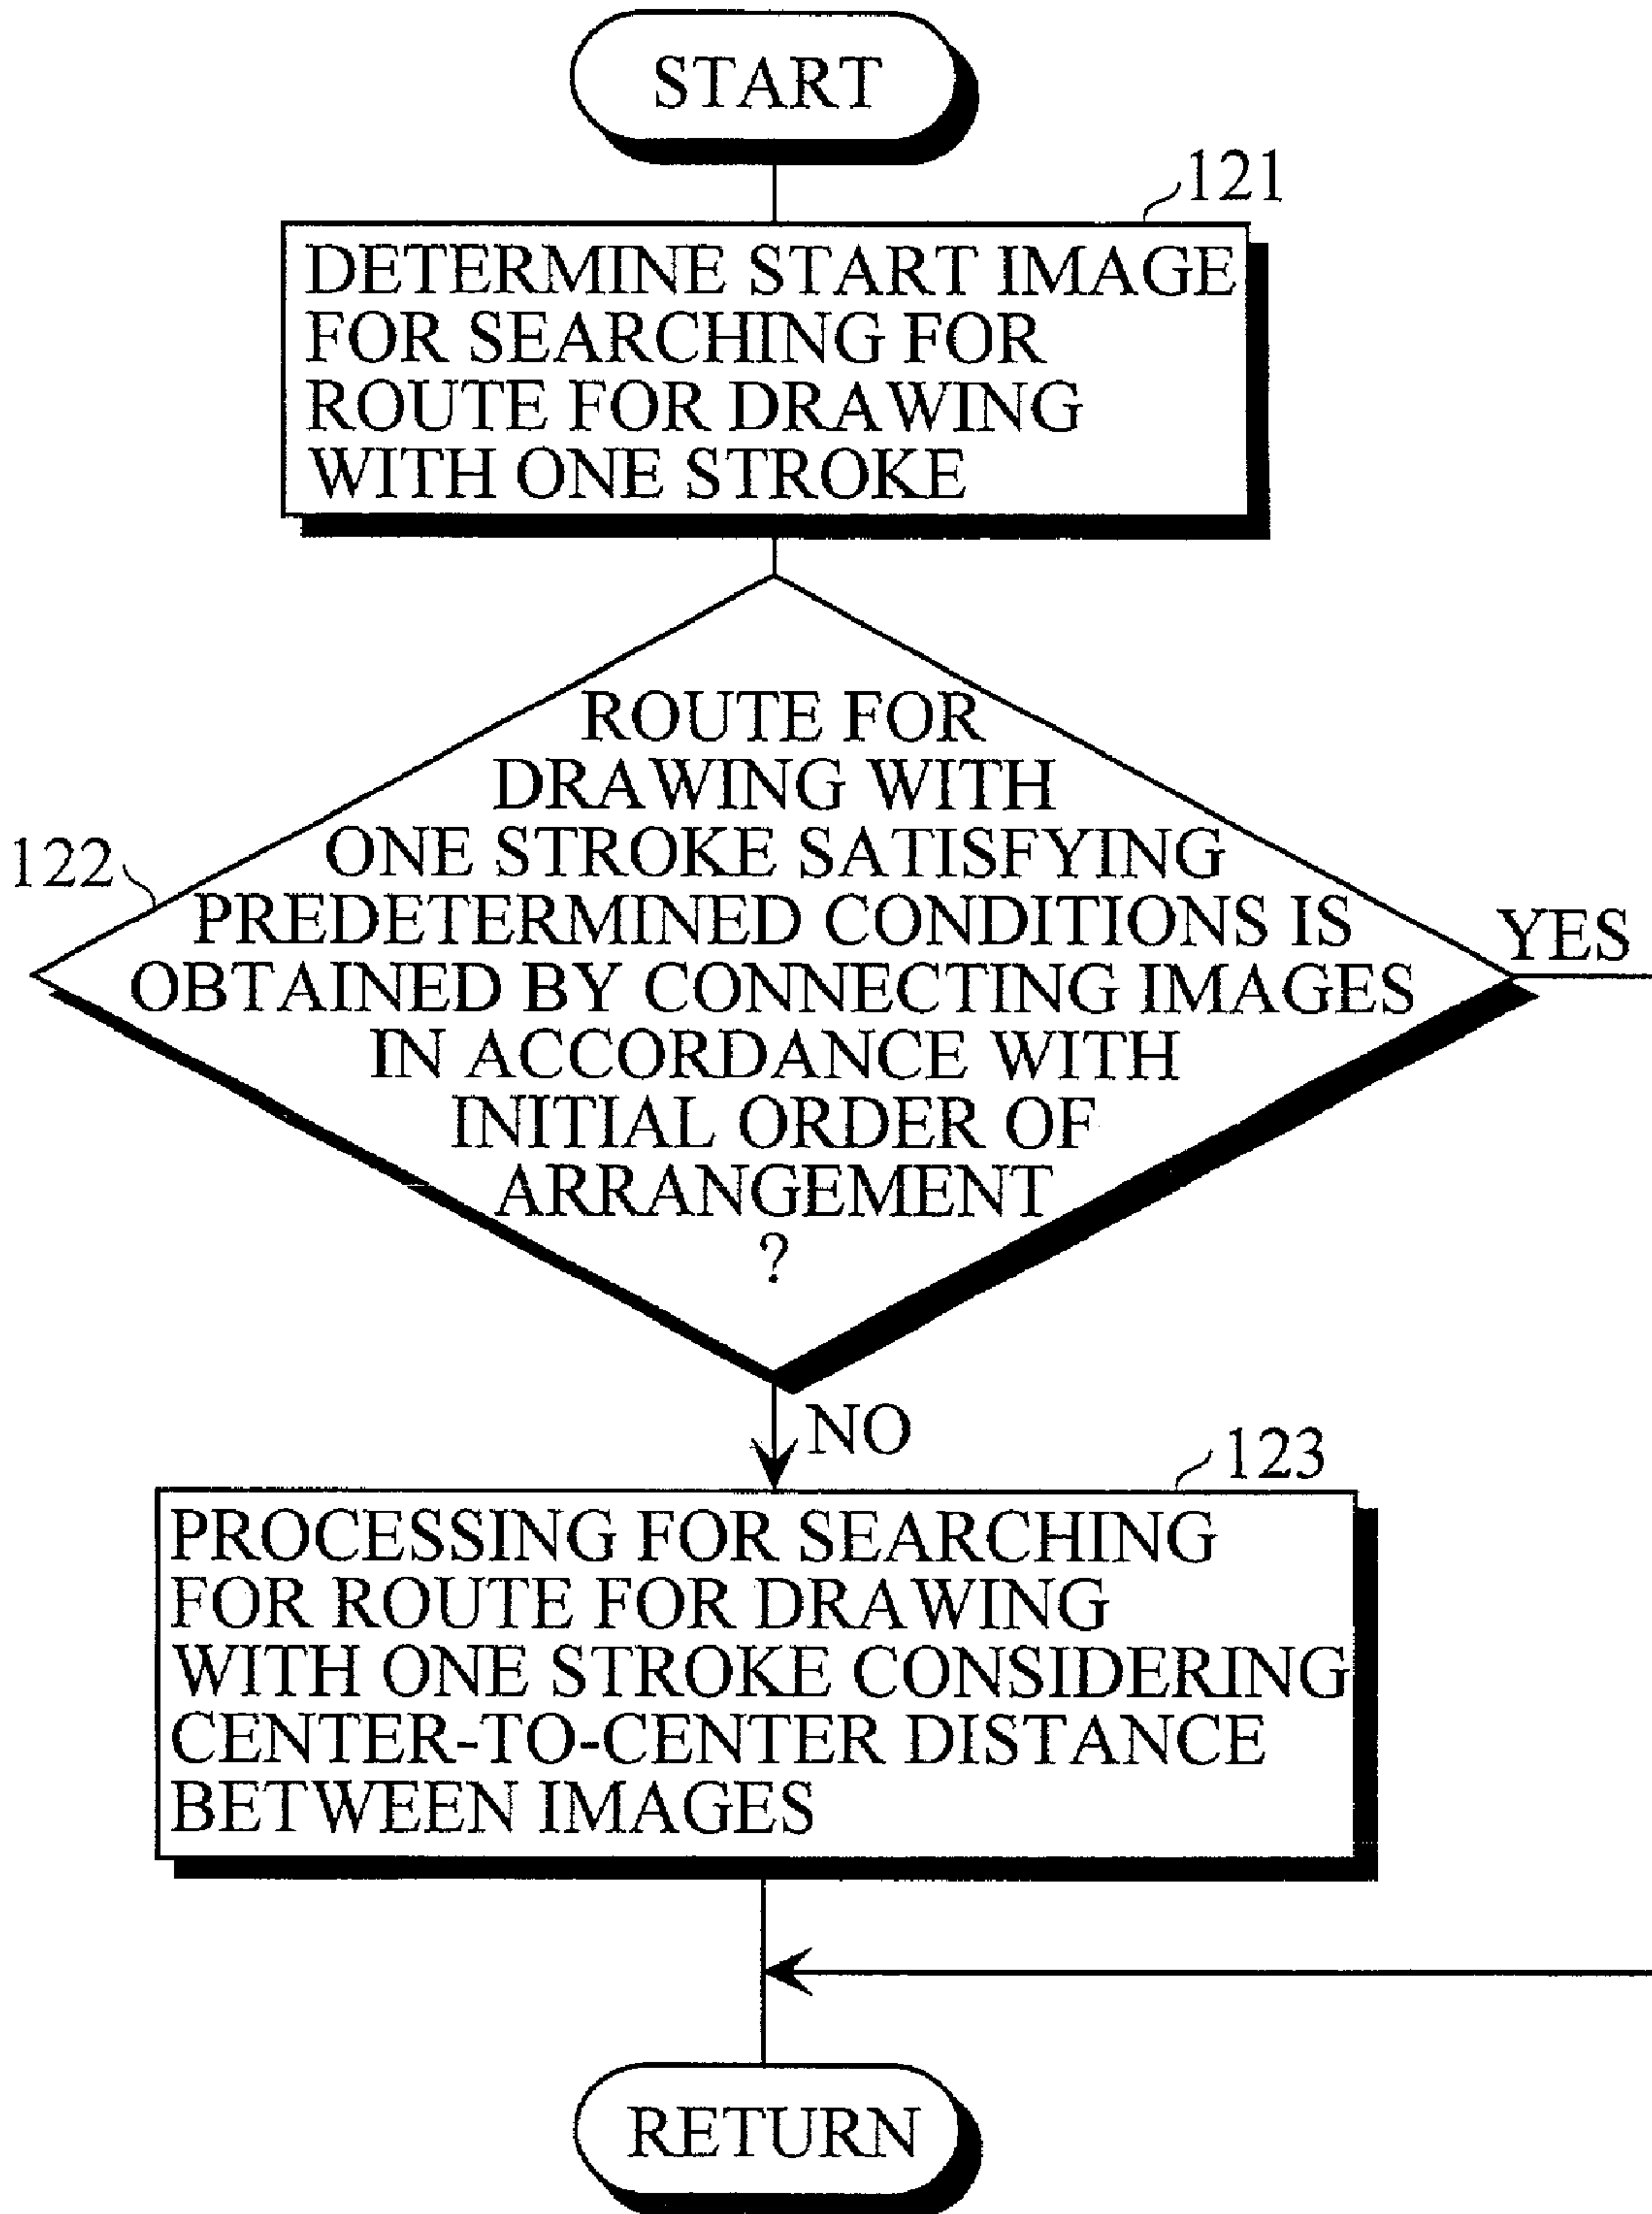 START
121
DETERMINE START IMAGE
FOR SEARCHING FOR
ROUTE FOR DRAWING
WITH ONE STROKE
122
ROUTE FOR
DRAWING WITH
ONE STROKE SATISFYING
PREDETERMINED CONDITIONS IS
OBTAINED BY CONNECTING IMAGES
IN ACCORDANCE WITH
INITIAL ORDER OF
ARRANGEMENT
?
YES
NO
123
PROCESSING FOR SEARCHING
FOR ROUTE FOR DRAWING
WITH ONE STROKE CONSIDERING
CENTER-TO-CENTER DISTANCE
BETWEEN IMAGES
RETURN